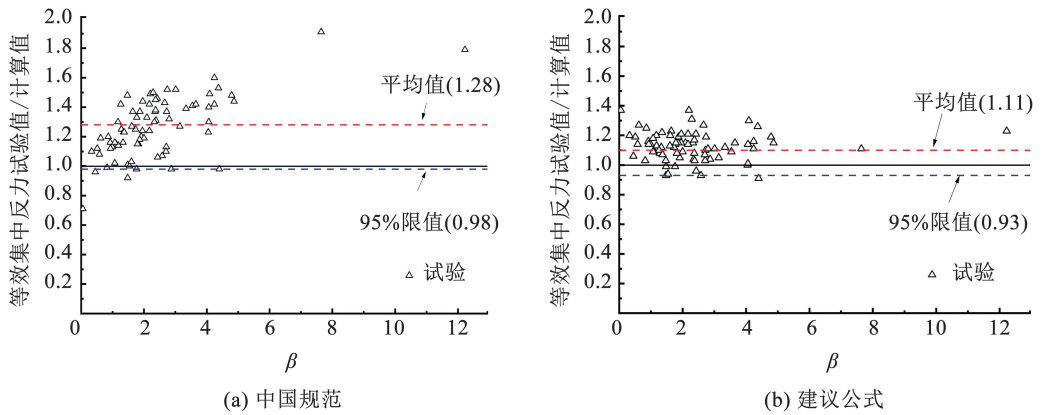 等效集中反力试验值/计算值
2.0
1.8
1.6
1.4
1.2
1.0
0.8
0.6
0.4
0.2
平均值(1.28)
95%限值(0.98)
试验
0
2
4
6
8
10
12
β
(a) 中国规范
等效集中反力试验值/计算值
2.0
1.8
1.6
1.4
1.2
1.0
0.8
0.6
0.4
0.2
平均值(1.11)
95%限值(0.93)
试验
0
2
4
6
8
10
12
β
(b) 建议公式